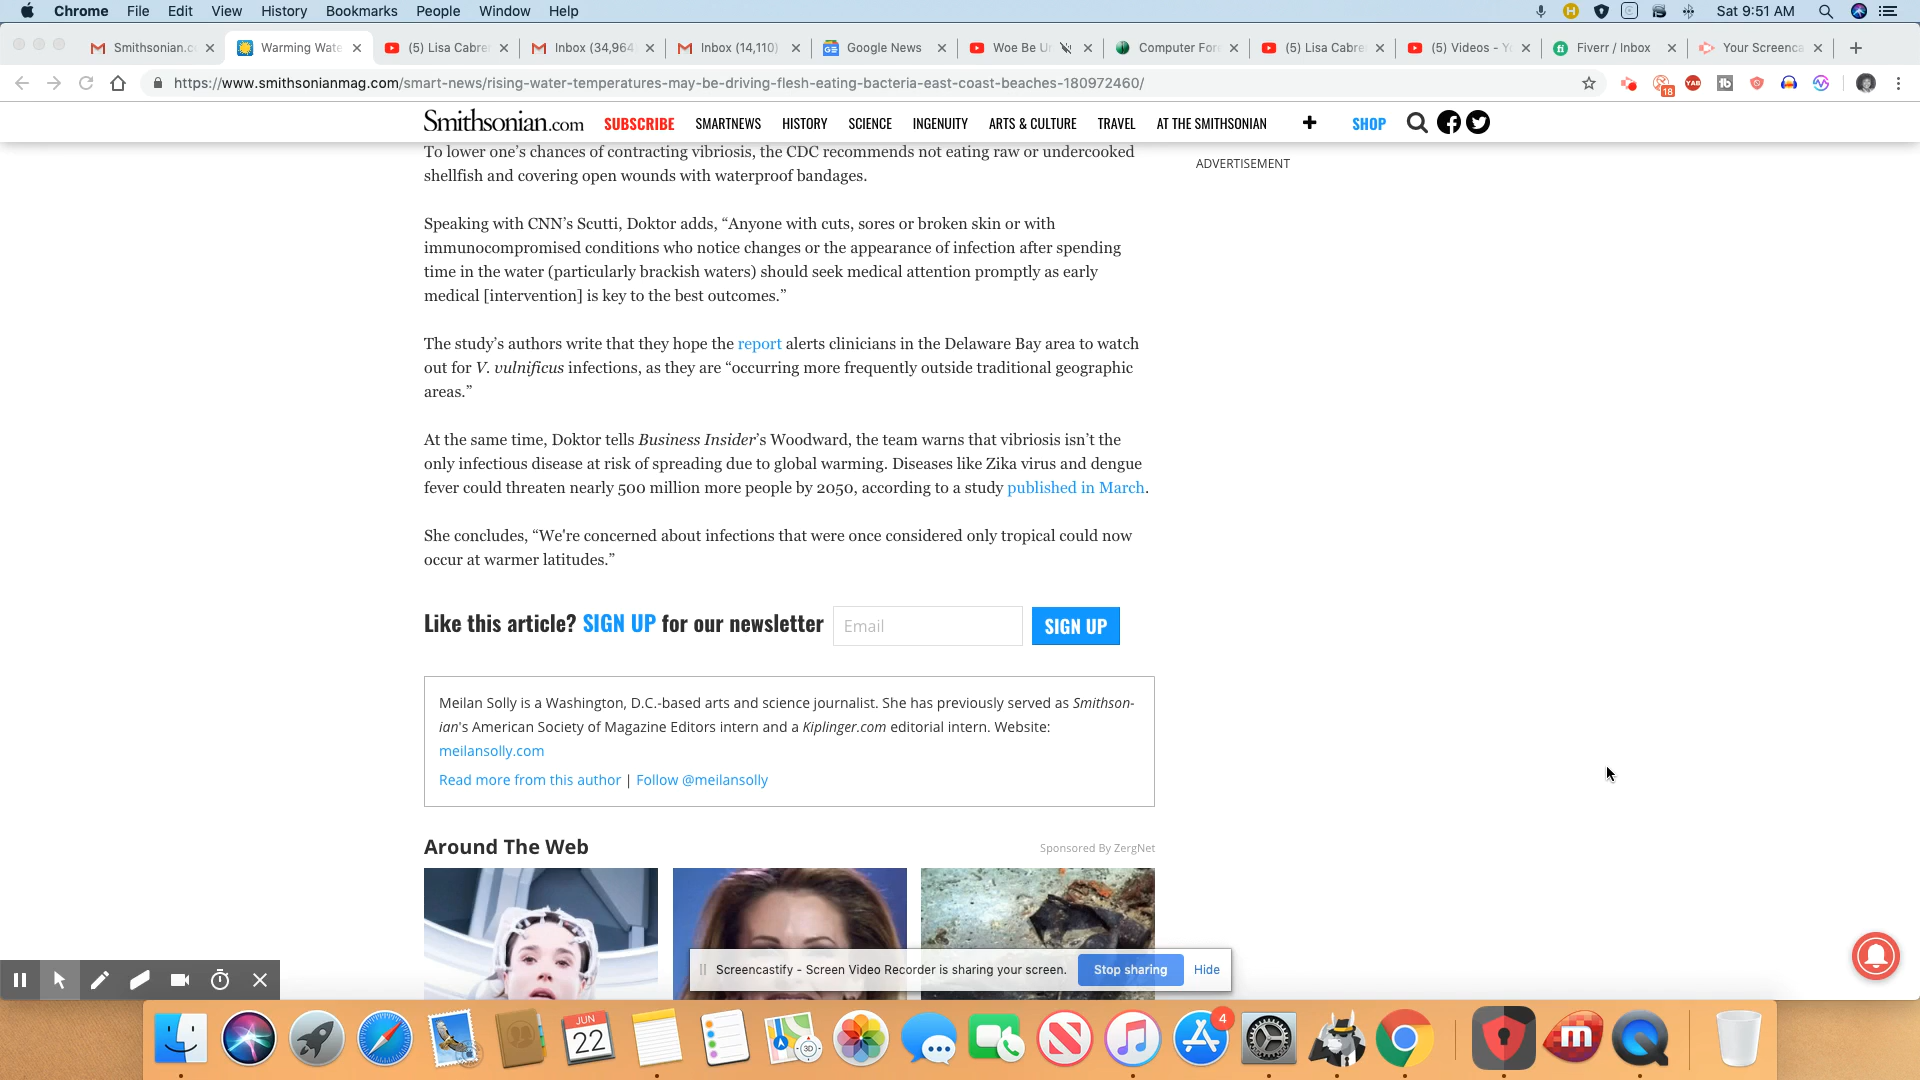 Chrome File Edit View History Bookmarks People Window Help Sat 9:51 AM
Smithsonian.c Warming Wate (5) Lisa Cabre Inbox (34,964 Inbox (14,110) Google News Woe Be U Computer For (5) Lisa Cabre (5) Videos - Y Fiverr / Inbox Your Screenca
https://www.smithsonianmag.com/smart-news/rising-water-temperatures-may-be-driving-flesh-eating-bacteria-east-coast-beaches-180972460/
18 YAB tb
Smithsonian.com SUBSCRIBE SMARTNEWS HISTORY SCIENCE INGENUITY ARTS & CULTURE TRAVEL AT THE SMITHSONIAN + SHOP
To lower one’s chances of contracting vibriosis, the CDC recommends not eating raw or undercooked
shellfish and covering open wounds with waterproof bandages.
ADVERTISEMENT
Speaking with CNN’s Scutti, Doktor adds, “Anyone with cuts, sores or broken skin or with
immunocompromised conditions who notice changes or the appearance of infection after spending
time in the water (particularly brackish waters) should seek medical attention promptly as early
medical [intervention] is key to the best outcomes.”
The study’s authors write that they hope the report alerts clinicians in the Delaware Bay area to watch
out for V. vulnificus infections, as they are “occurring more frequently outside traditional geographic
areas.”
At the same time, Doktor tells Business Insider’s Woodward, the team warns that vibriosis isn’t the
only infectious disease at risk of spreading due to global warming. Diseases like Zika virus and dengue
fever could threaten nearly 500 million more people by 2050, according to a study published in March.
She concludes, “We're concerned about infections that were once considered only tropical could now
occur at warmer latitudes.”
Like this article? SIGN UP for our newsletter Email SIGN UP
Meilan Solly is a Washington, D.C.-based arts and science journalist. She has previously served as Smithson-
ian's American Society of Magazine Editors intern and a Kiplinger.com editorial intern. Website:
meilansolly.com
Read more from this author | Follow @meilansolly
Around The Web Sponsored By ZergNet
Screencastify - Screen Video Recorder is sharing your screen. Stop sharing Hide
JUN
22
3D
4
m